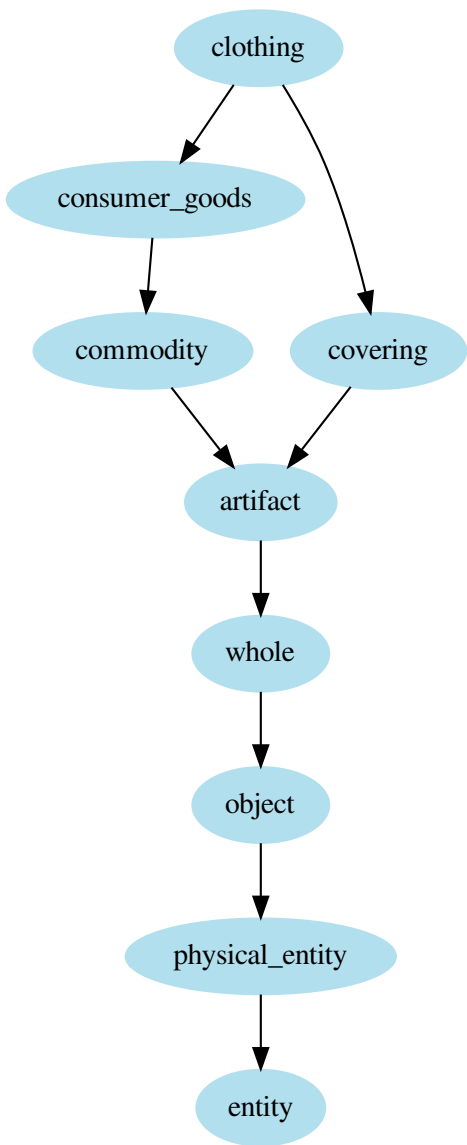 clothing
consumer_goods
commodity
covering
artifact
whole
object
physical_entity
entity